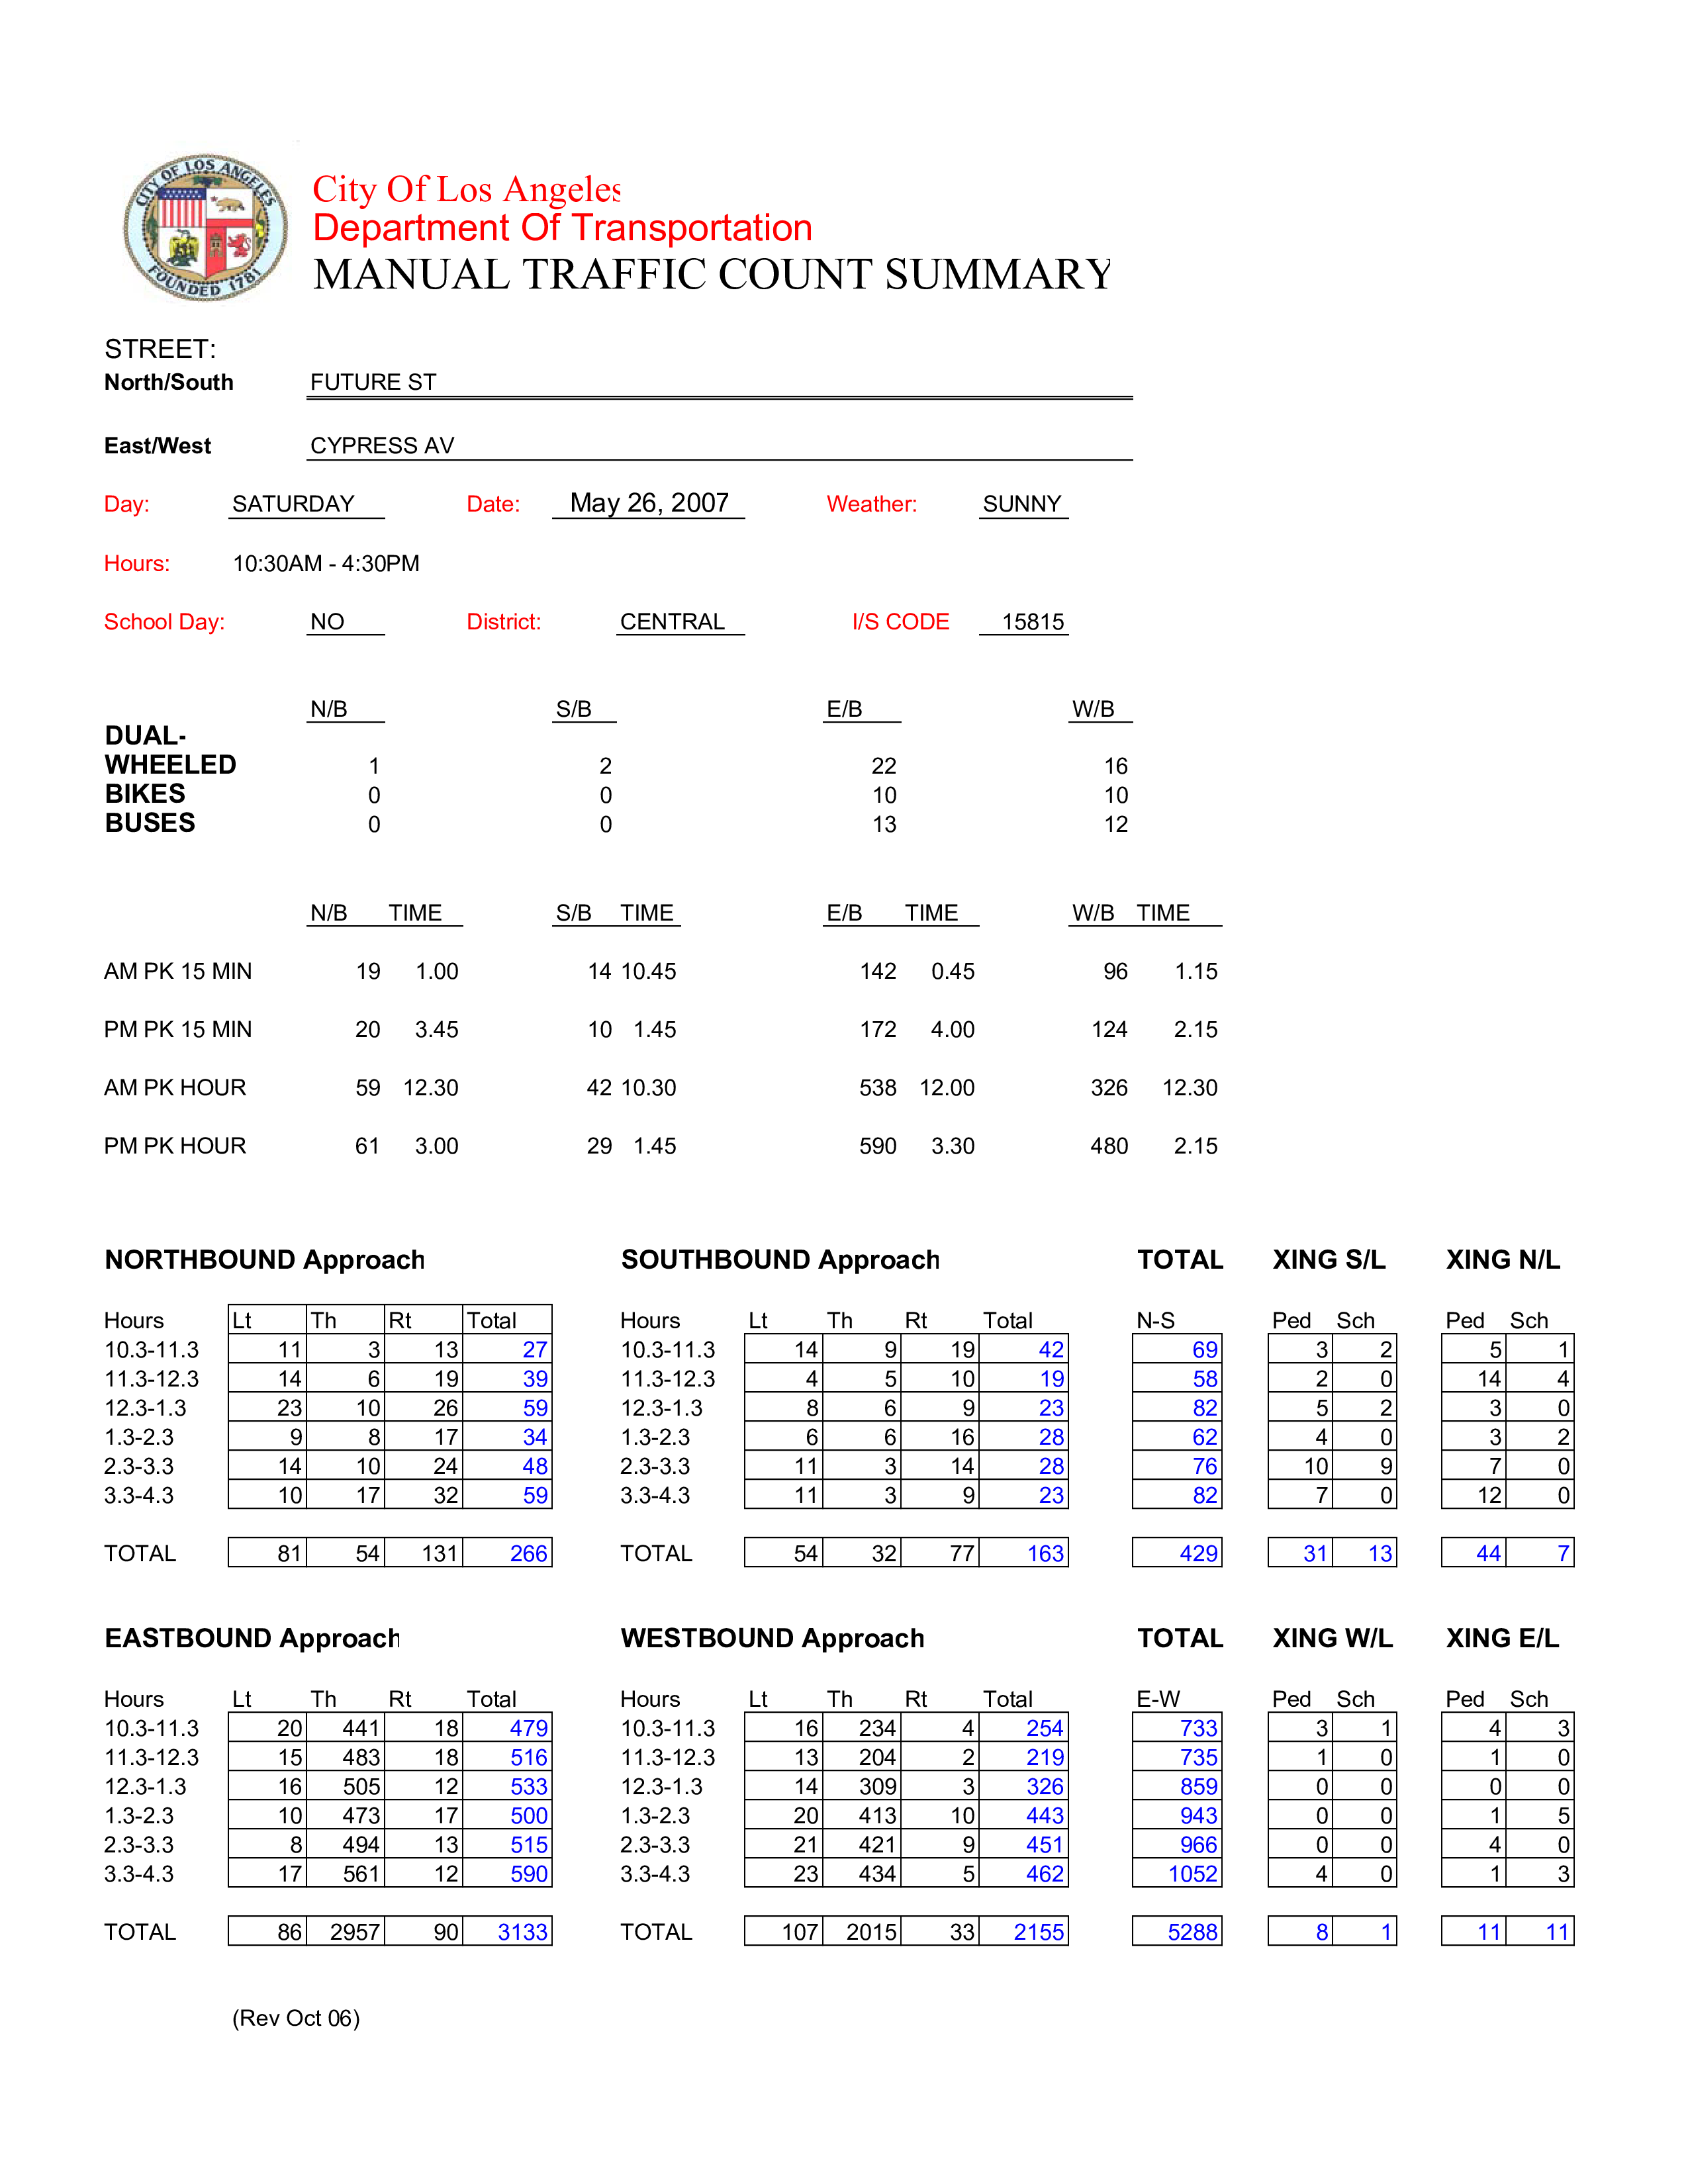 CITY OF LOS ANGELES
FOUNDED 1781
City Of Los Angeles
Department Of Transportation
MANUAL TRAFFIC COUNT SUMMARY
STREET:
North/South FUTURE ST
East/West CYPRESS AV
Day: SATURDAY Date: May 26, 2007 Weather: SUNNY
Hours: 10:30AM - 4:30PM
School Day: NO District: CENTRAL I/S CODE 15815
N/B S/B E/B W/B
DUAL-
WHEELED 1 2 22 16
BIKES 0 0 10 10
BUSES 0 0 13 12
N/B TIME S/B TIME E/B TIME W/B TIME
AM PK 15 MIN 19 1.00 14 10.45 142 0.45 96 1.15
PM PK 15 MIN 20 3.45 10 1.45 172 4.00 124 2.15
AM PK HOUR 59 12.30 42 10.30 538 12.00 326 12.30
PM PK HOUR 61 3.00 29 1.45 590 3.30 480 2.15
NORTHBOUND Approach SOUTHBOUND Approach TOTAL XING S/L XING N/L
Hours Lt Th Rt Total Hours Lt Th Rt Total N-S Ped Sch Ped Sch
10.3-11.3 11 3 13 27 10.3-11.3 14 9 19 42 69 3 2 5 1
11.3-12.3 14 6 19 39 11.3-12.3 4 5 10 19 58 2 0 14 4
12.3-1.3 23 10 26 59 12.3-1.3 8 6 9 23 82 5 2 3 0
1.3-2.3 9 8 17 34 1.3-2.3 6 6 16 28 62 4 0 3 2
2.3-3.3 14 10 24 48 2.3-3.3 11 3 14 28 76 10 9 7 0
3.3-4.3 10 17 32 59 3.3-4.3 11 3 9 23 82 7 0 12 0
TOTAL 81 54 131 266 TOTAL 54 32 77 163 429 31 13 44 7
EASTBOUND Approach WESTBOUND Approach TOTAL XING W/L XING E/L
Hours Lt Th Rt Total Hours Lt Th Rt Total E-W Ped Sch Ped Sch
10.3-11.3 20 441 18 479 10.3-11.3 16 234 4 254 733 3 1 4 3
11.3-12.3 15 483 18 516 11.3-12.3 13 204 2 219 735 1 0 1 0
12.3-1.3 16 505 12 533 12.3-1.3 14 309 3 326 859 0 0 0 0
1.3-2.3 10 473 17 500 1.3-2.3 20 413 10 443 943 0 0 1 5
2.3-3.3 8 494 13 515 2.3-3.3 21 421 9 451 966 0 0 4 0
3.3-4.3 17 561 12 590 3.3-4.3 23 434 5 462 1052 4 0 1 3
TOTAL 86 2957 90 3133 TOTAL 107 2015 33 2155 5288 8 1 11 11
(Rev Oct 06)